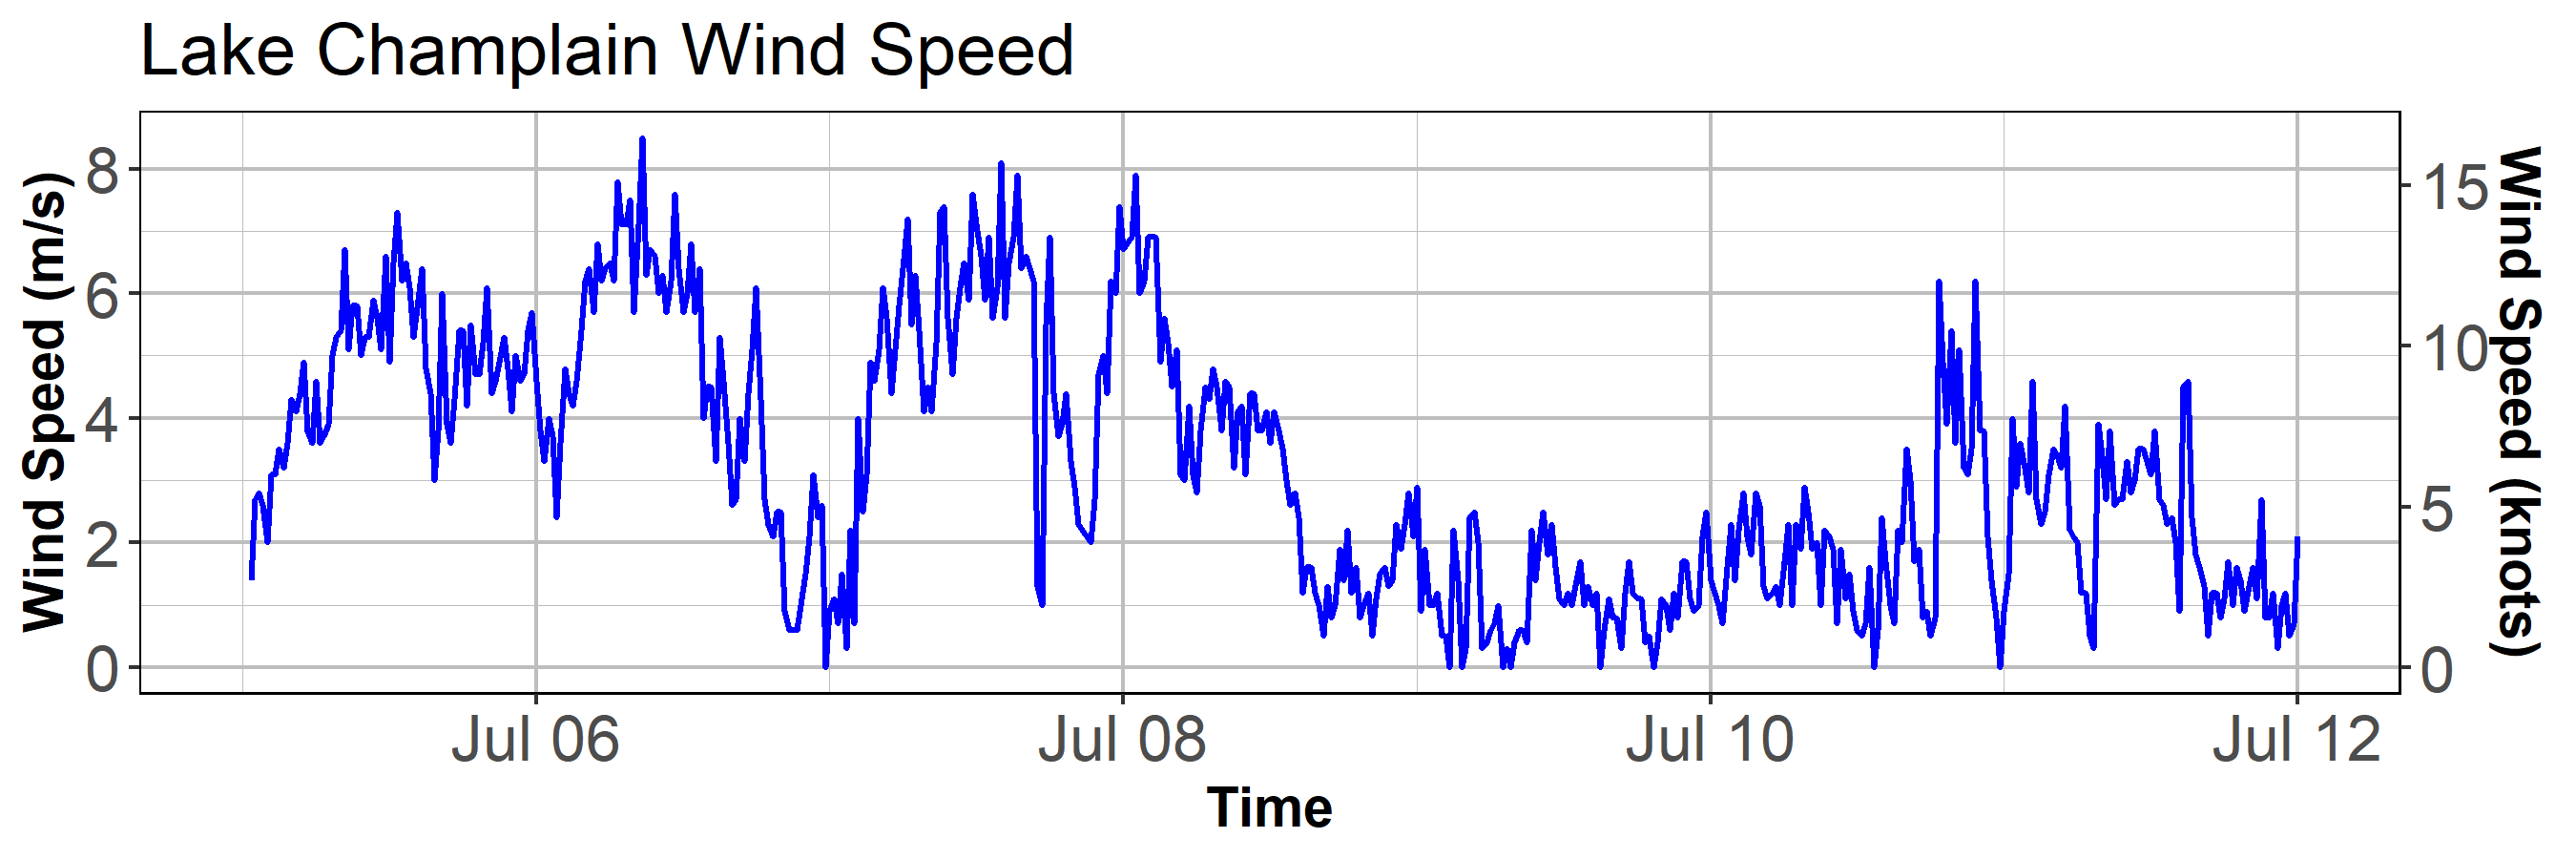 Lake Champlain Wind Speed
Wind Speed (m/s)
8
6
4
2
0
15
10
5
0
Wind Speed (knots)
Jul 06
Jul 08
Jul 10
Jul 12
Time